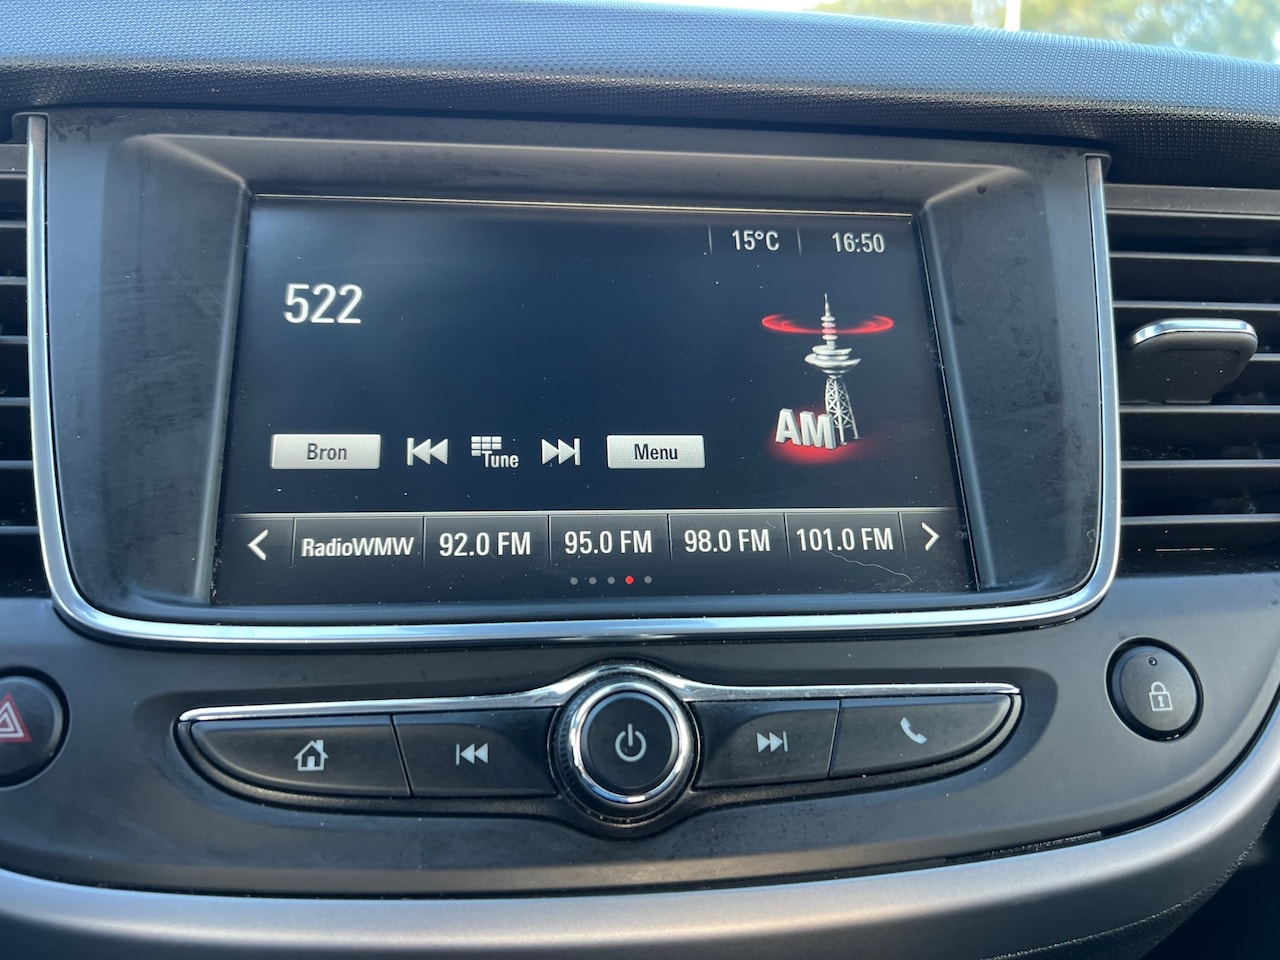 15°C 16:50
522
AM
Bron Tune Menu
RadioWMW 92.0 FM 95.0 FM 98.0 FM 101.0 FM